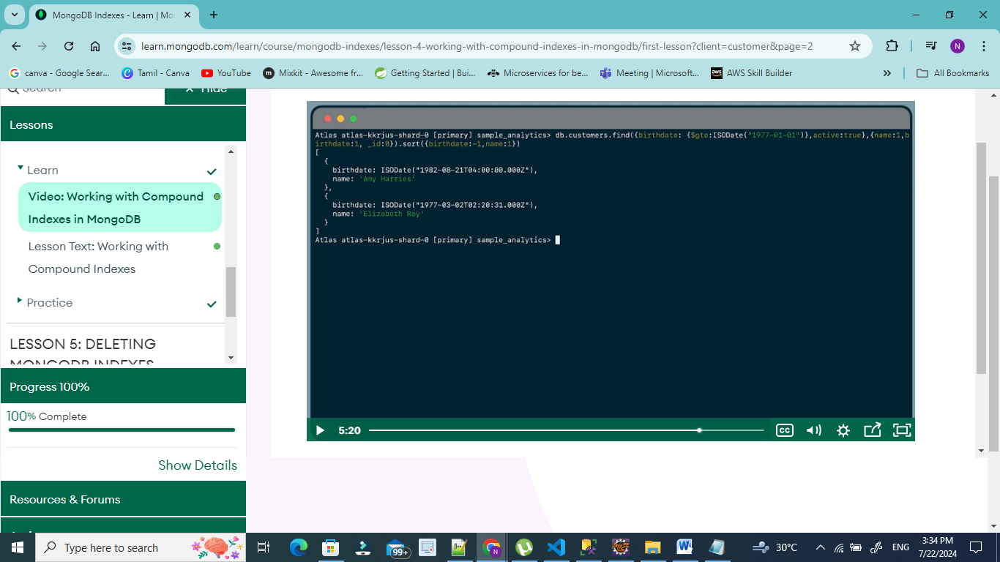 MongoDB Indexes - Learn | Mo
learn.mongodb.com/learn/course/mongodb-indexes/lesson-4-working-with-compound-indexes-in-mongodb/first-lesson?client=customer&page=2
N
canva - Google Sear...
Tamil - Canva
YouTube
Mixkit - Awesome fr...
Getting Started | Bui...
Microservices for be...
Meeting | Microsoft...
AWS Skill Builder
»
All Bookmarks
Search
× Hide
Lessons
Learn
Video: Working with Compound
Indexes in MongoDB
Lesson Text: Working with
Compound Indexes
Practice
LESSON 5: DELETING
MONGODB INDEXES
Progress 100%
100% Complete
Show Details
Resources & Forums
Atlas atlas-kkrjus-shard-0 [primary] sample_analytics> db.customers.find({birthdate: {$gte:ISODate("1977-01-01")},active:true},{name:1,b
irthdate:1, _id:0}).sort({birthdate:-1,name:1})
[
{
birthdate: ISODate("1982-08-21T04:00:00.000Z"),
name: 'Amy Harries'
},
{
birthdate: ISODate("1977-03-02T02:20:31.000Z"),
name: 'Elizabeth Ray'
}
]
Atlas atlas-kkrjus-shard-0 [primary] sample_analytics>
5:20
CC
Type here to search
99+
30°C
ENG
3:34 PM
7/22/2024